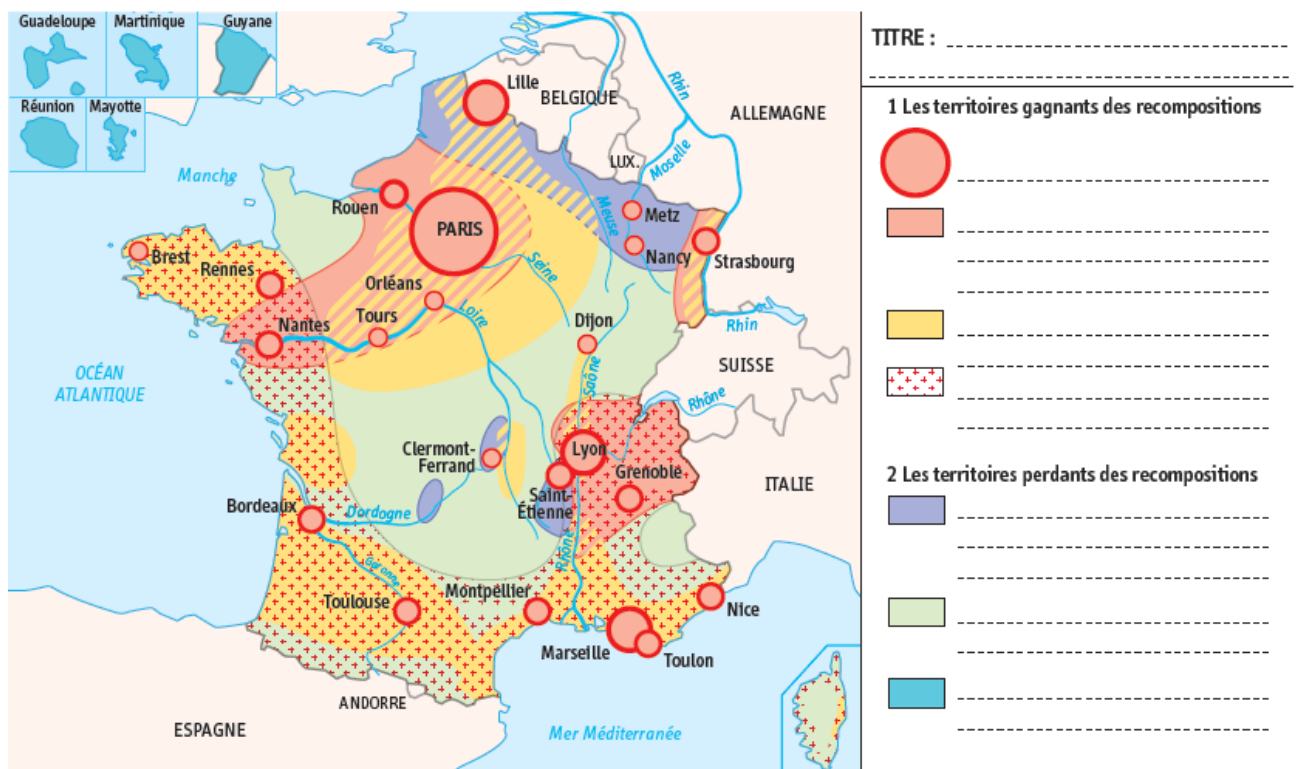 Guadeloupe
Martinique
Guyane
Réunion
Mayotte
Manche
Lille
BELGIQUE
Rhin
ALLEMAGNE
LUX.
Moselle
Meuse
Rouen
PARIS
Metz
Nancy
Strasbourg
Brest
Rennes
Orléans
Seine
Tours
Loire
Nantes
Dijon
Rhin
SUISSE
OCÉAN
ATLANTIQUE
Saône
Rhône
Clermont-
Ferrand
Lyon
Grenoble
ITALIE
Saint-
Étienne
Bordeaux
Dordogne
Rhône
Garonne
Toulouse
Montpellier
Nice
Marseille
Toulon
ANDORRE
ESPAGNE
Mer Méditerranée
TITRE :
1 Les territoires gagnants des recompositions
2 Les territoires perdants des recompositions